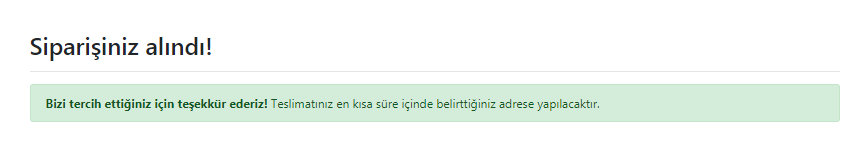 Siparişiniz alındı!
Bizi tercih ettiğiniz için teşekkür ederiz! Teslimatınız en kısa süre içinde belirttiğiniz adrese yapılacaktır.